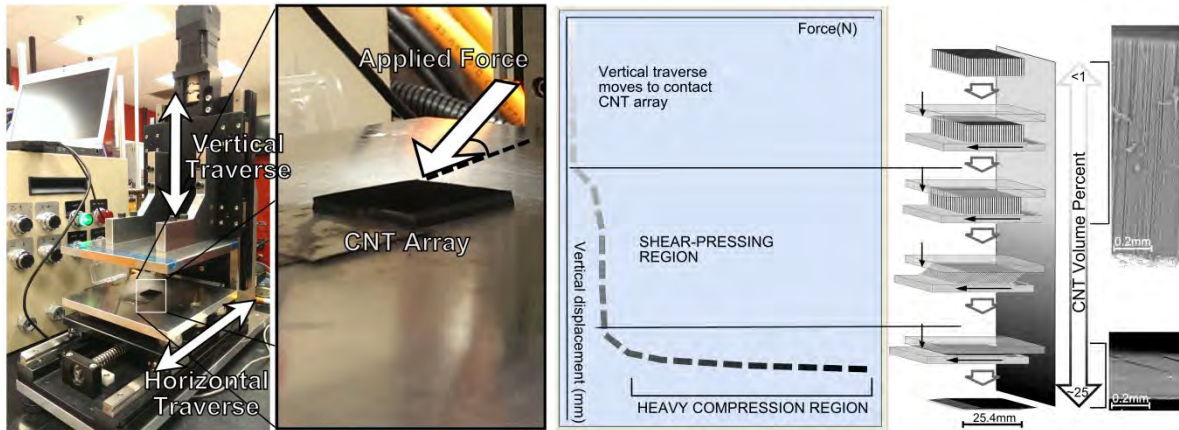 Vertical
Traverse
Horizontal
Traverse
Applied Force
CNT Array
Force(N)
Vertical traverse
moves to contact
CNT array
SHEAR-PRESSING
REGION
Vertical displacement (mm)
HEAVY COMPRESSION REGION
<1
CNT Volume Percent
~25
25.4mm
0.2mm
0.2mm